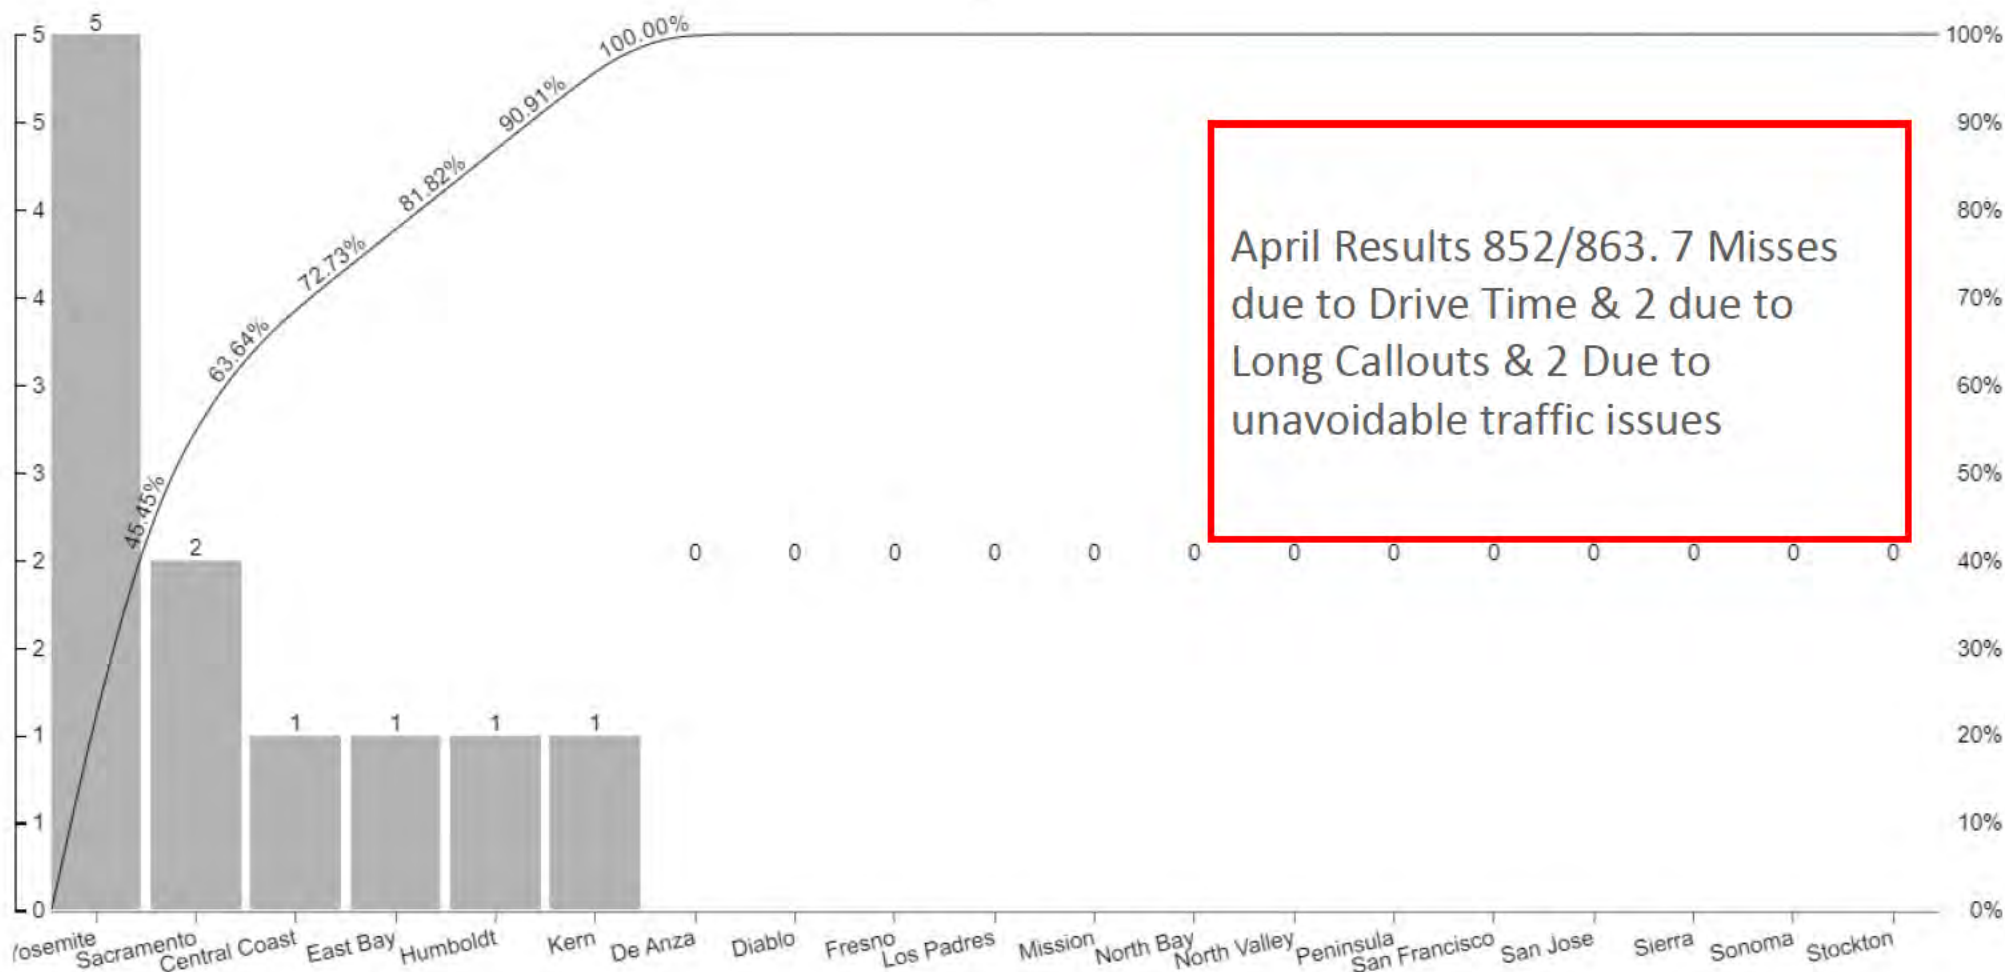 5
5
4
4
3
3
2
2
1
1
0
100%
90%
80%
70%
60%
50%
40%
30%
20%
10%
0%
5
2
1
1
1
1
0
0
0
0
0
0
0
0
0
0
0
0
0
45.45%
63.64%
72.73%
81.82%
90.91%
100.00%
April Results 852/863. 7 Misses
due to Drive Time & 2 due to
Long Callouts & 2 Due to
unavoidable traffic issues
Yosemite
Sacramento
Central Coast
East Bay
Humboldt
Kern
De Anza
Diablo
Fresno
Los Padres
Mission
North Bay
North Valley
Peninsula
San Francisco
San Jose
Sierra
Sonoma
Stockton